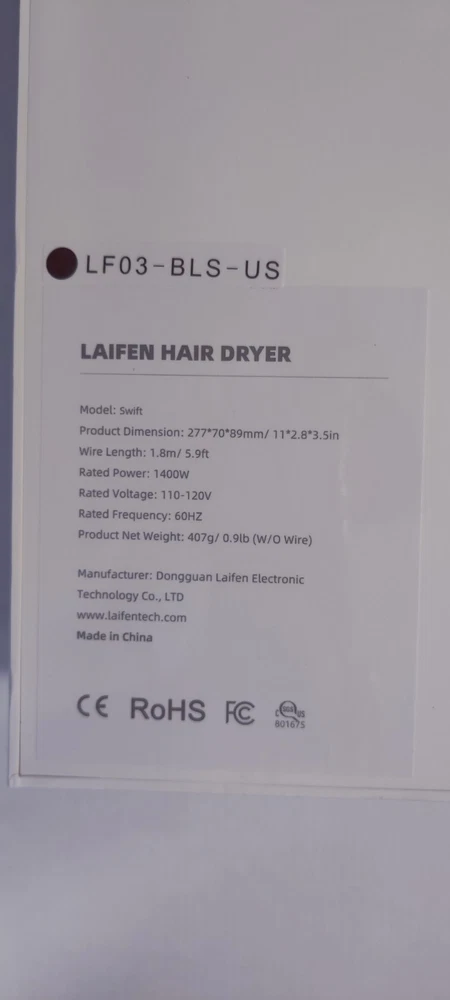 LF03-BLS-US
LAIFEN HAIR DRYER
Model: Swift
Product Dimension: 277*70*89mm/ 11*2.8*3.5in
Wire Length: 1.8m/ 5.9ft
Rated Power: 1400W
Rated Voltage: 110-120V
Rated Frequency: 60HZ
Product Net Weight: 407g/ 0.9lb (W/O Wire)
Manufacturer: Dongguan Laifen Electronic
Technology Co., LTD
www.laifentech.com
Made in China
CE RoHS FC
801675